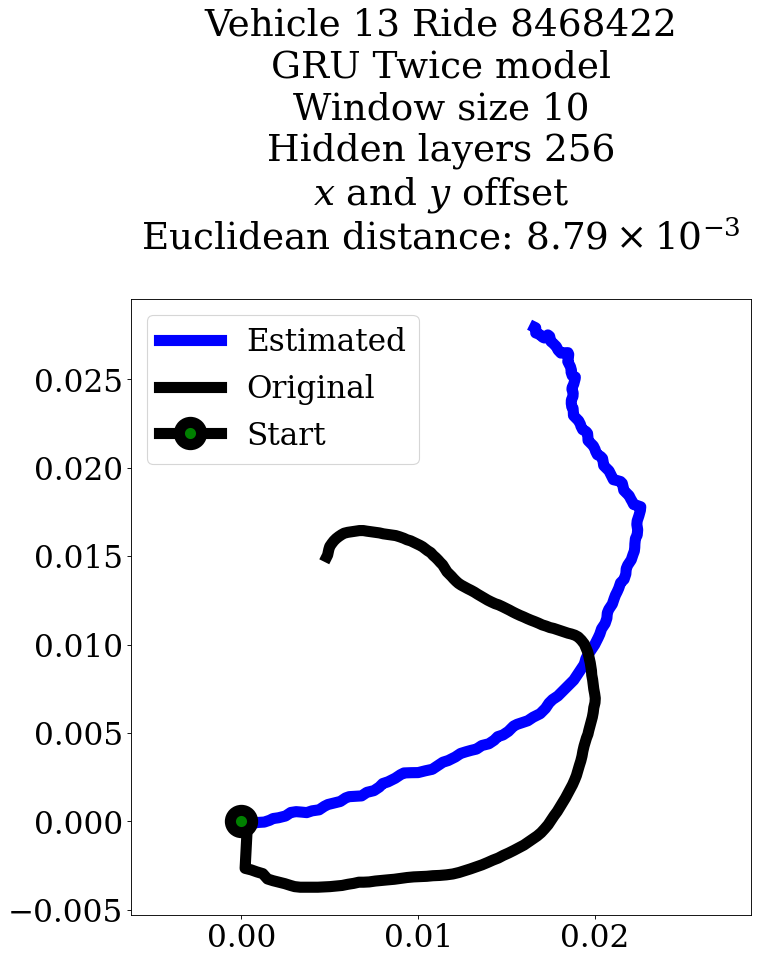 Vehicle 13 Ride 8468422
GRU Twice model
Window size 10
Hidden layers 256
x and y offset
Euclidean distance: 8.79 × 10⁻³
Estimated
Original
Start
0.025
0.020
0.015
0.010
0.005
0.000
−0.005
0.00 0.01 0.02